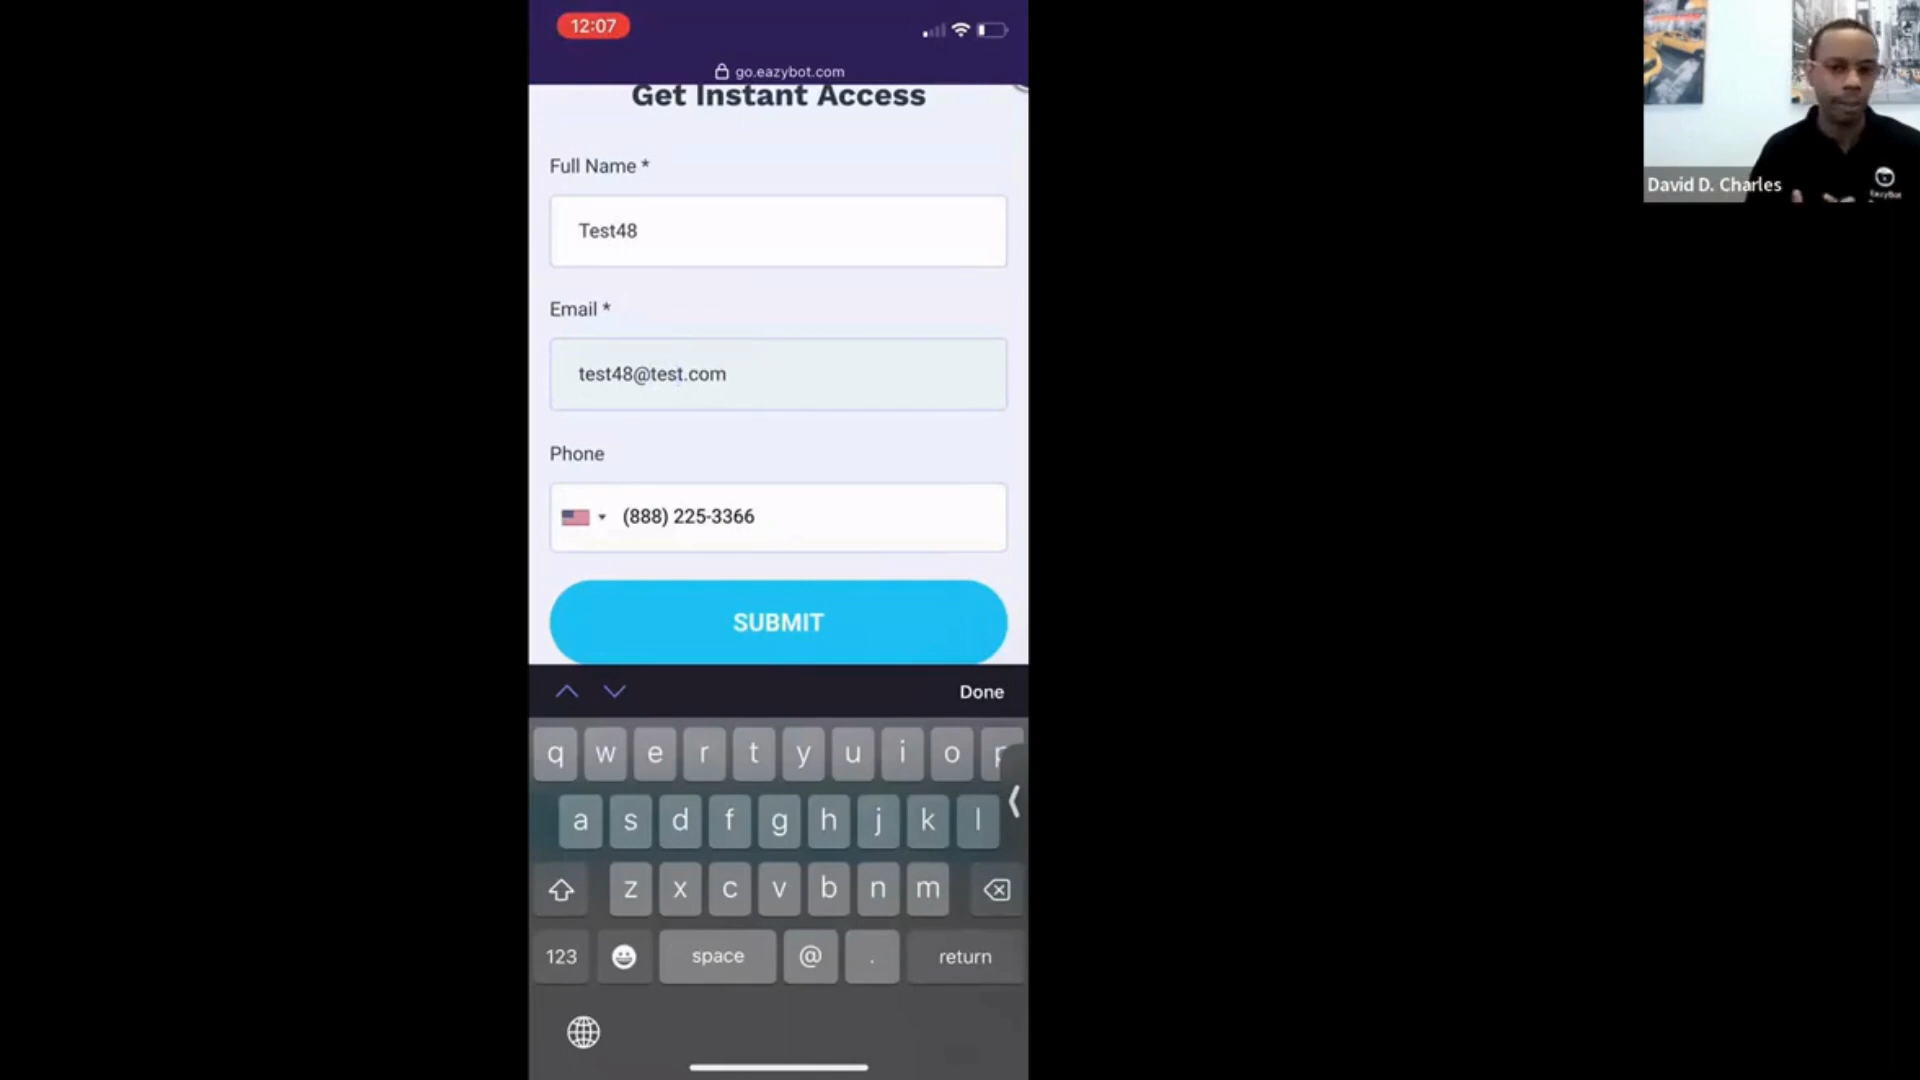 12:07
go.eazybot.com
Get Instant Access
Full Name *
Test48
Email *
test48@test.com
Phone
(888) 225-3366
SUBMIT
Done
q w e r t y u i o p
a s d f g h j k l
z x c v b n m
123 space @ . return
David D. Charles
EazyBot